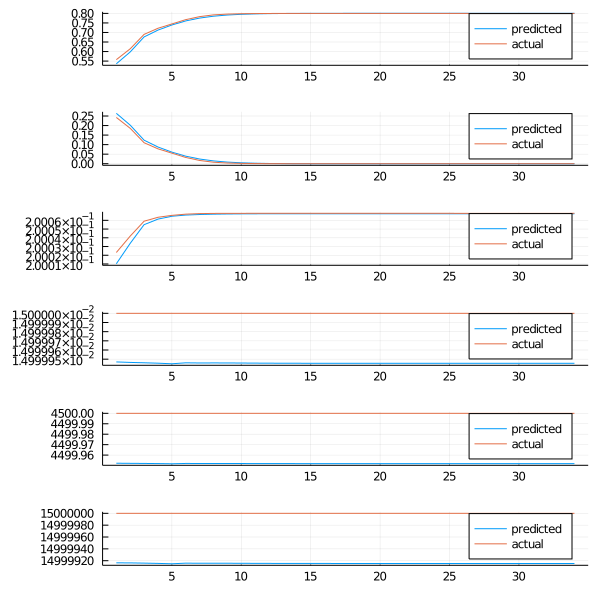 0.80
0.75
0.70
0.65
0.60
0.55
predicted
actual
5 10 15 20 25 30
0.25
0.20
0.15
0.10
0.05
0.00
predicted
actual
5 10 15 20 25 30
2.0006×10⁻¹
2.0005×10⁻¹
2.0004×10⁻¹
2.0003×10⁻¹
2.0002×10⁻¹
2.0001×10⁻¹
predicted
actual
5 10 15 20 25 30
1.500000×10⁻²
1.499999×10⁻²
1.499998×10⁻²
1.499997×10⁻²
1.499996×10⁻²
1.499995×10⁻²
predicted
actual
5 10 15 20 25 30
4500.00
4499.99
4499.98
4499.97
4499.96
predicted
actual
5 10 15 20 25 30
15000000
14999980
14999960
14999940
14999920
predicted
actual
5 10 15 20 25 30